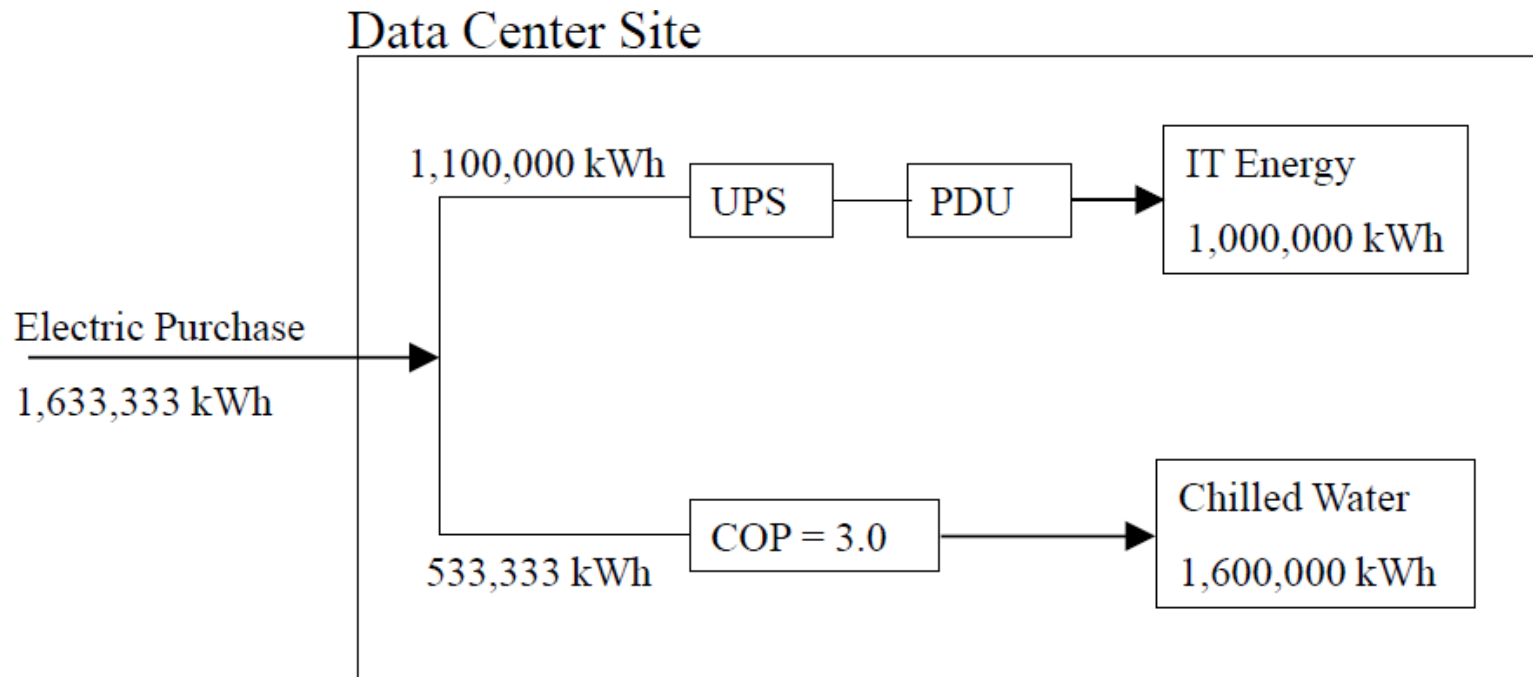 Data Center Site
1,100,000 kWh
UPS
PDU
IT Energy
1,000,000 kWh
Electric Purchase
1,633,333 kWh
533,333 kWh
COP = 3.0
Chilled Water
1,600,000 kWh